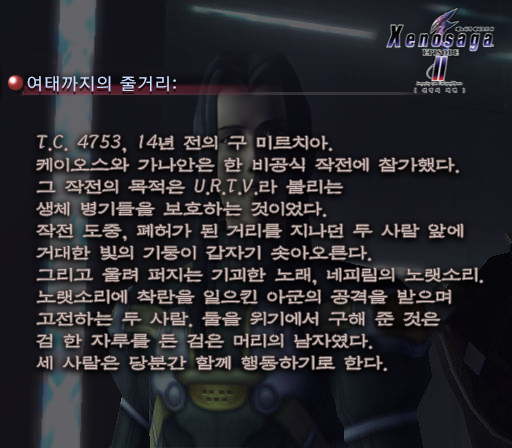 Xenosaga
EPISODE
II
여태까지의 줄거리:
T.C. 4753, 14년 전의 구 미르치아.
케이오스와 가나안은 한 비공식 작전에 참가했다.
그 작전의 목적은 U.R.T.V.라 불리는
생체 병기들을 보호하는 것이었다.
작전 도중, 폐허가 된 거리를 지나던 두 사람 앞에
거대한 빛의 기둥이 갑자기 솟아오른다.
그리고 울려 퍼지는 기괴한 노래, 네피림의 노랫소리.
노랫소리에 착란을 일으킨 아군의 공격을 받으며
고전하는 두 사람. 둘을 위기에서 구해 준 것은
검 한 자루를 든 검은 머리의 남자였다.
세 사람은 당분간 함께 행동하기로 한다.